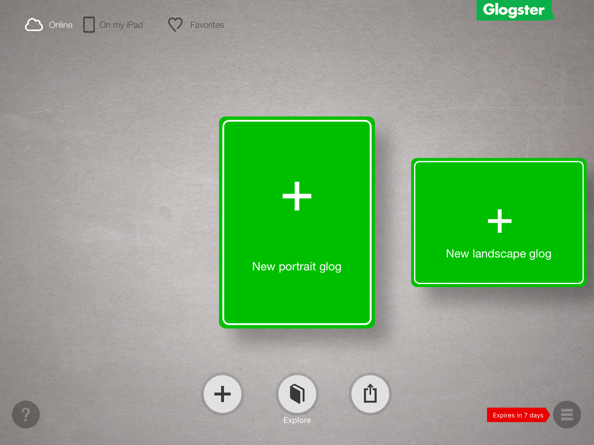 Online
On my iPad
Favorites
Glogster
New portrait glog
New landscape glog
Explore
?
Expires in 7 days